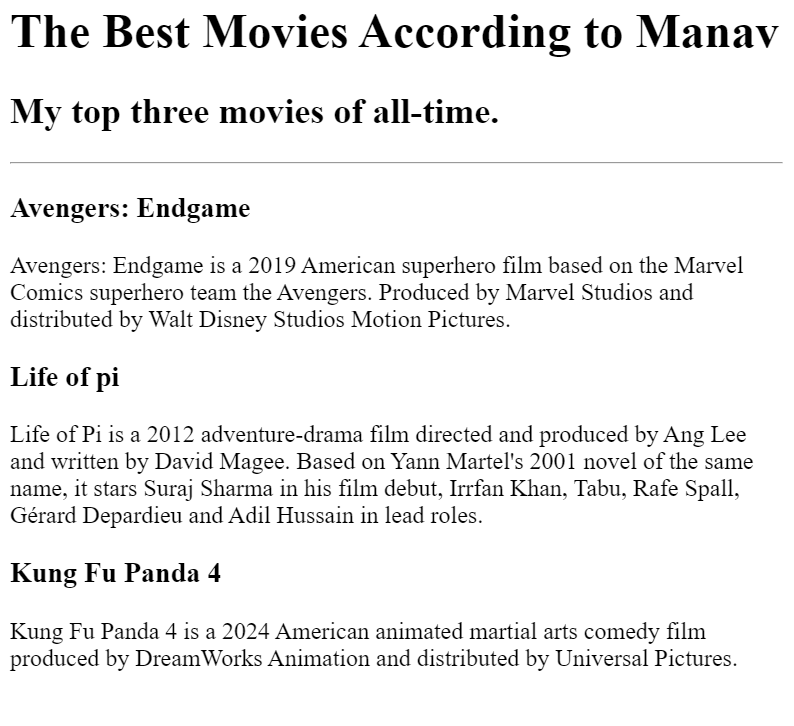 The Best Movies According to Manav
My top three movies of all-time.
Avengers: Endgame
Avengers: Endgame is a 2019 American superhero film based on the Marvel
Comics superhero team the Avengers. Produced by Marvel Studios and
distributed by Walt Disney Studios Motion Pictures.
Life of pi
Life of Pi is a 2012 adventure-drama film directed and produced by Ang Lee
and written by David Magee. Based on Yann Martel's 2001 novel of the same
name, it stars Suraj Sharma in his film debut, Irrfan Khan, Tabu, Rafe Spall,
Gérard Depardieu and Adil Hussain in lead roles.
Kung Fu Panda 4
Kung Fu Panda 4 is a 2024 American animated martial arts comedy film
produced by DreamWorks Animation and distributed by Universal Pictures.